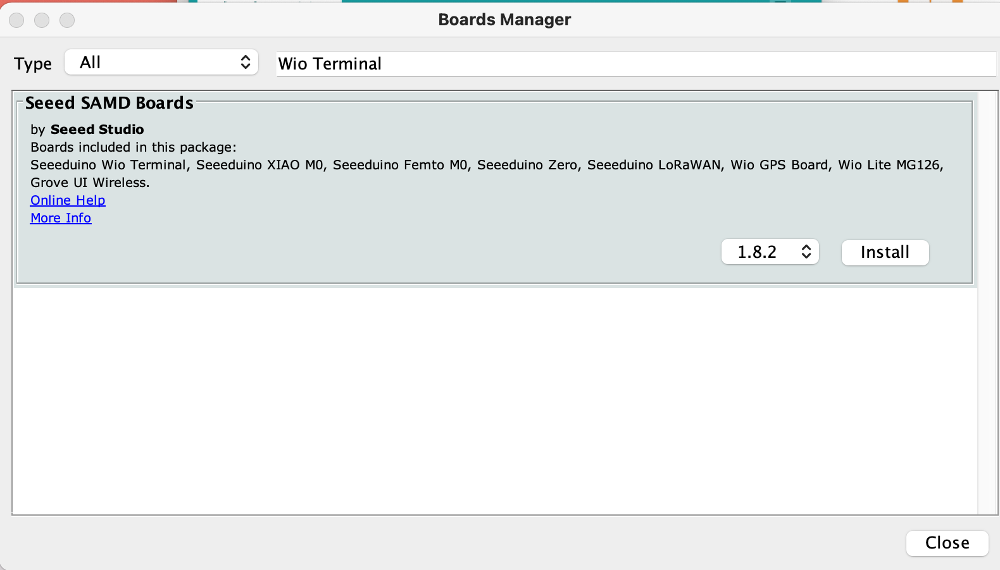 Boards Manager
Type All Wio Terminal
Seeed SAMD Boards
by Seeed Studio
Boards included in this package:
Seeeduino Wio Terminal, Seeeduino XIAO M0, Seeeduino Femto M0, Seeeduino Zero, Seeeduino LoRaWAN, Wio GPS Board, Wio Lite MG126,
Grove UI Wireless.
Online Help
More Info
1.8.2 Install
Close